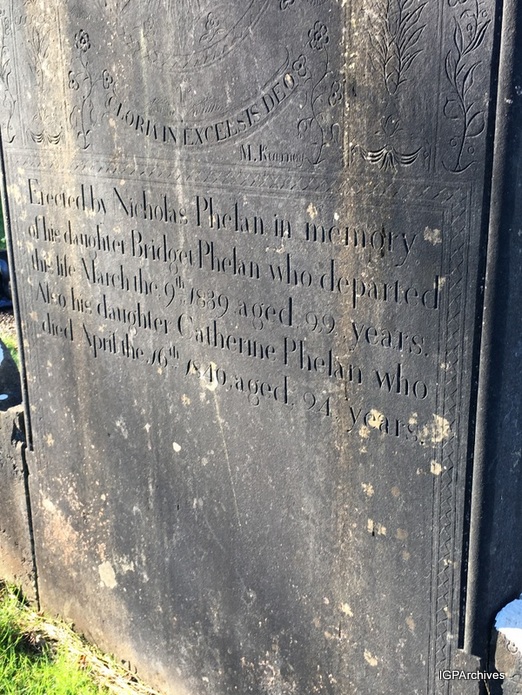 GLORIA IN EXCELSIS DEO
M. Kearney
Erected by Nicholas Phelan in memory
of his daughter Bridget Phelan who departed
this life March the 9th 1839 aged 22 years.
Also his daughter Catherine Phelan who
died April the 16th 1840 aged 24 years.
IGPArchives